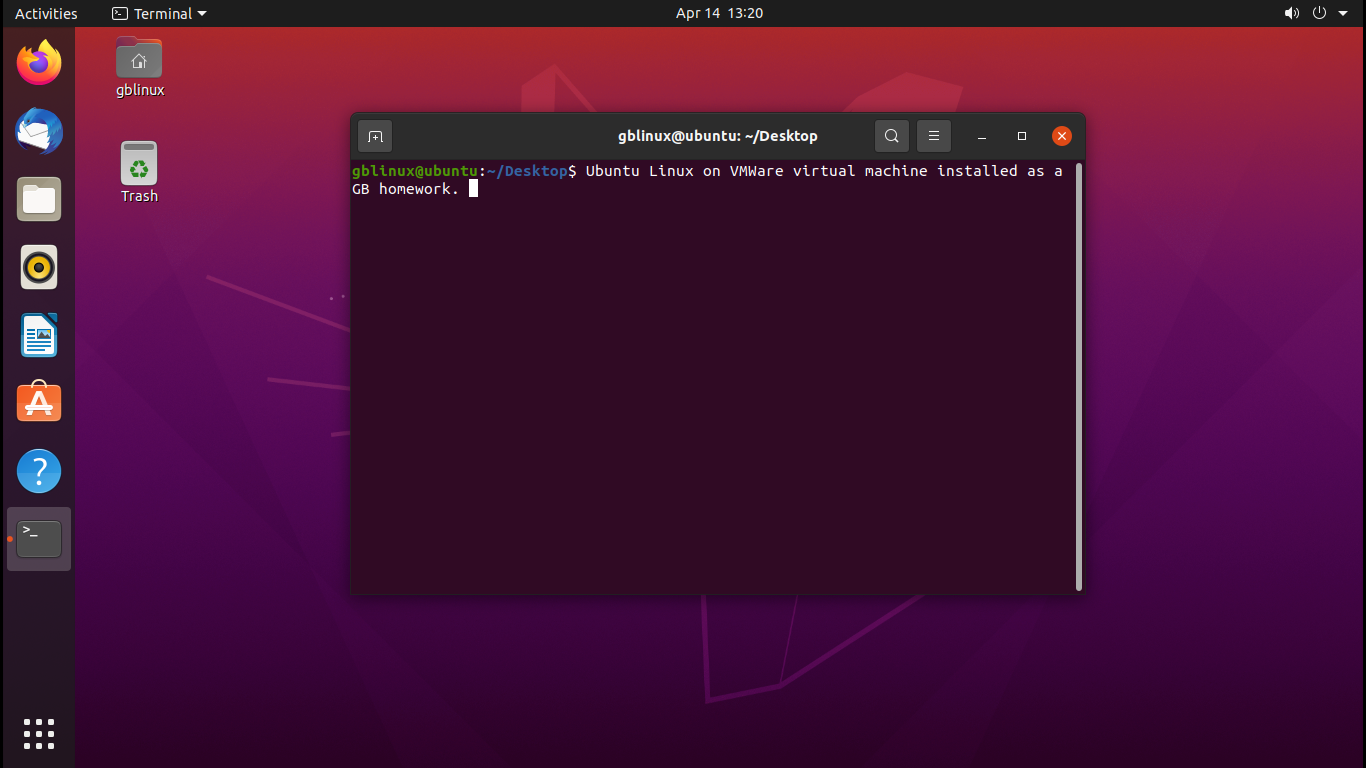 Activities
Terminal
Apr 14 13:20
gblinux
Trash
gblinux@ubuntu: ~/Desktop
gblinux@ubuntu:~/Desktop$ Ubuntu Linux on VMWare virtual machine installed as a
GB homework.
?
>_